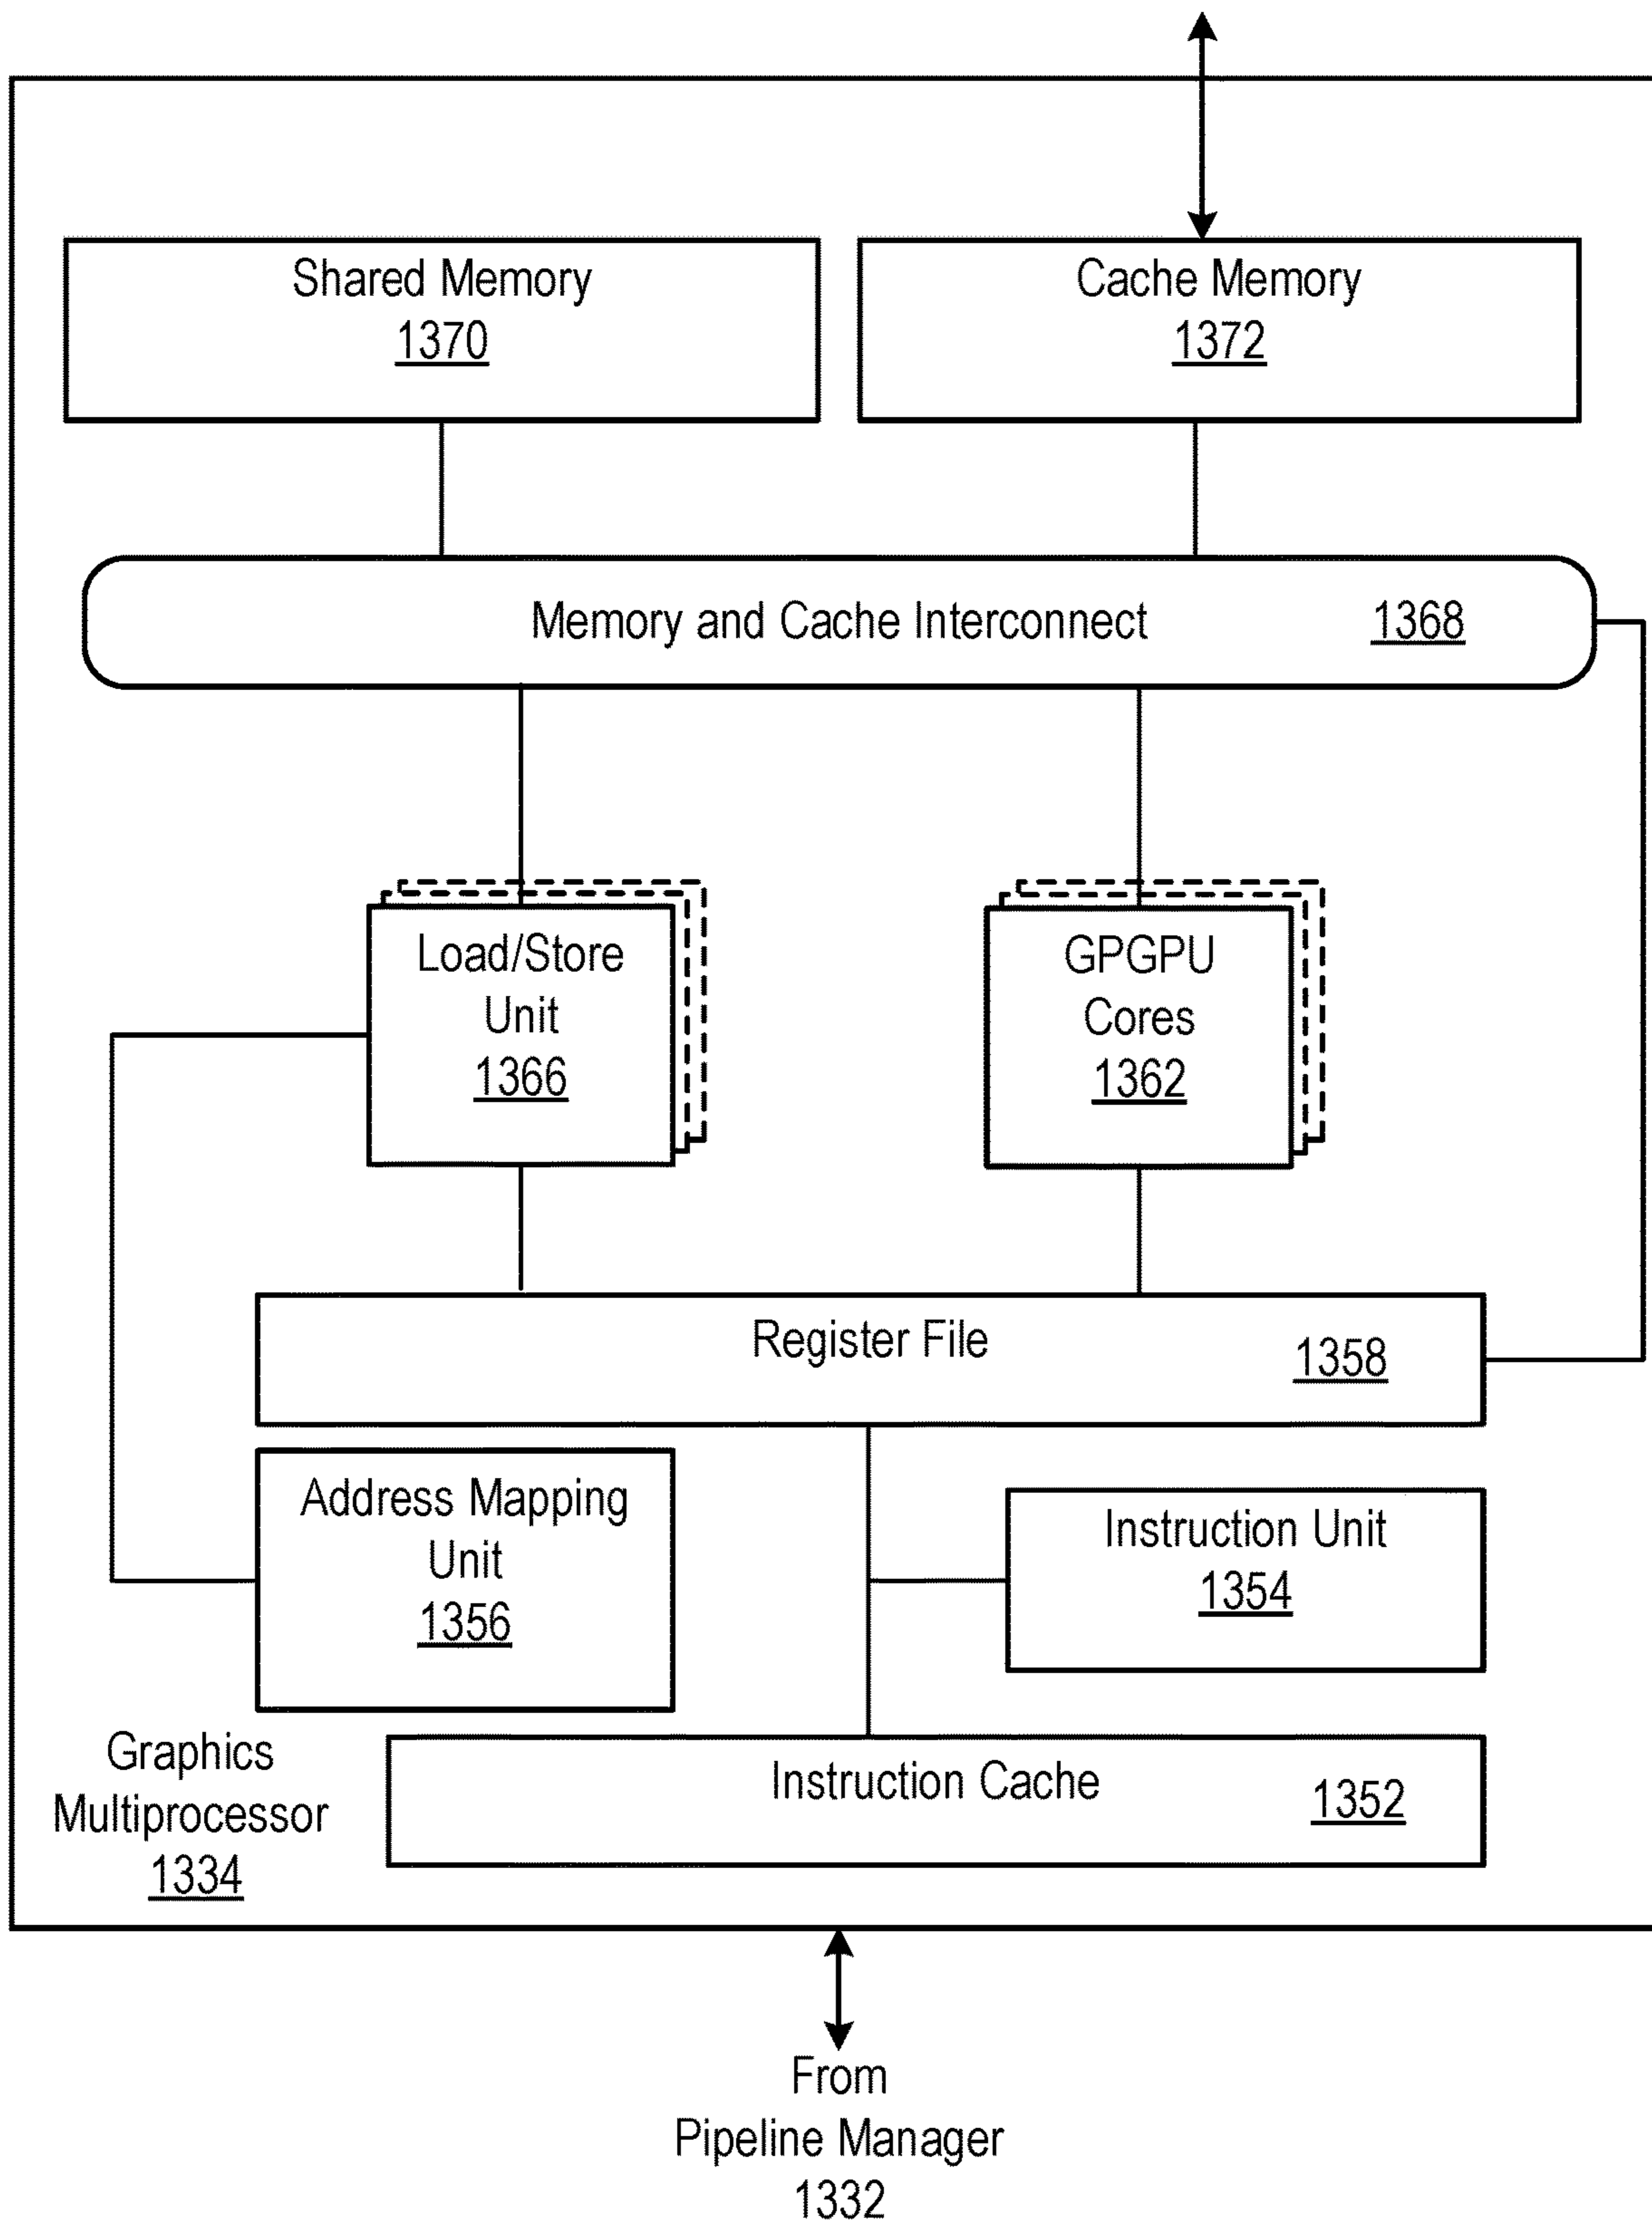 Shared Memory
1370
Cache Memory
1372
Memory and Cache Interconnect 1368
Load/Store
Unit
1366
GPGPU
Cores
1362
Register File 1358
Address Mapping
Unit
1356
Instruction Unit
1354
Graphics
Multiprocessor
1334
Instruction Cache 1352
From
Pipeline Manager
1332